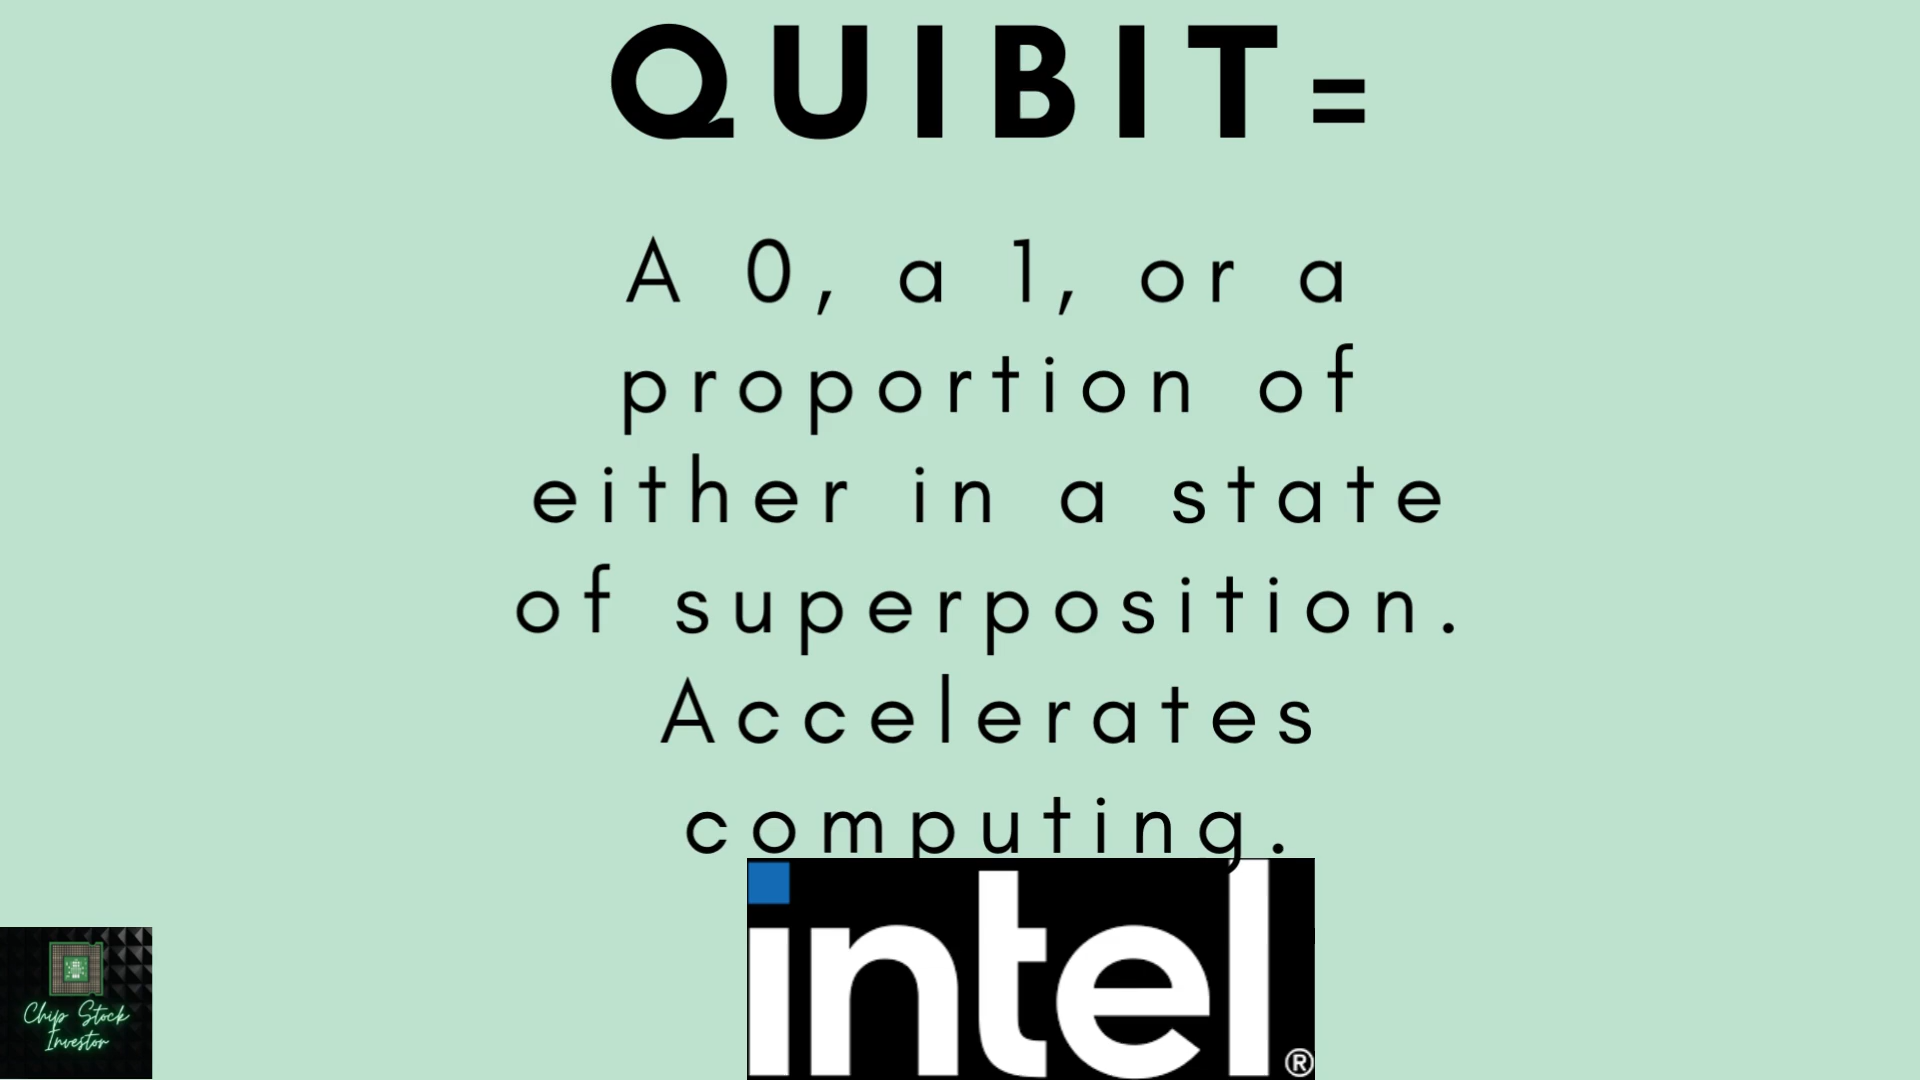 QUIBIT=
A 0, a 1, or a
proportion of
either in a state
of superposition.
Accelerates
computing.
intel®
Chip Stock
Investor